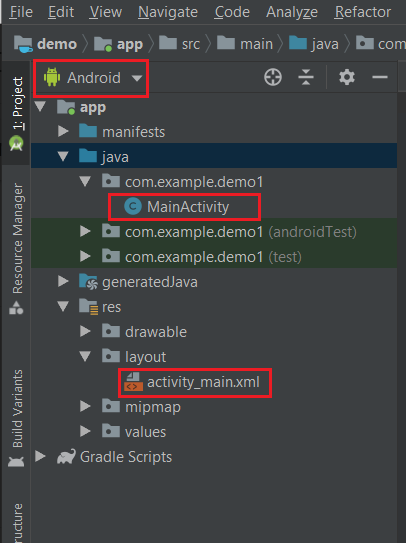 File Edit View Navigate Code Analyze Refactor
demo app src main java com
Android
app
manifests
java
com.example.demo1
MainActivity
com.example.demo1 (androidTest)
com.example.demo1 (test)
generatedJava
res
drawable
layout
activity_main.xml
mipmap
values
Gradle Scripts
1: Project
Resource Manager
Build Variants
ructure